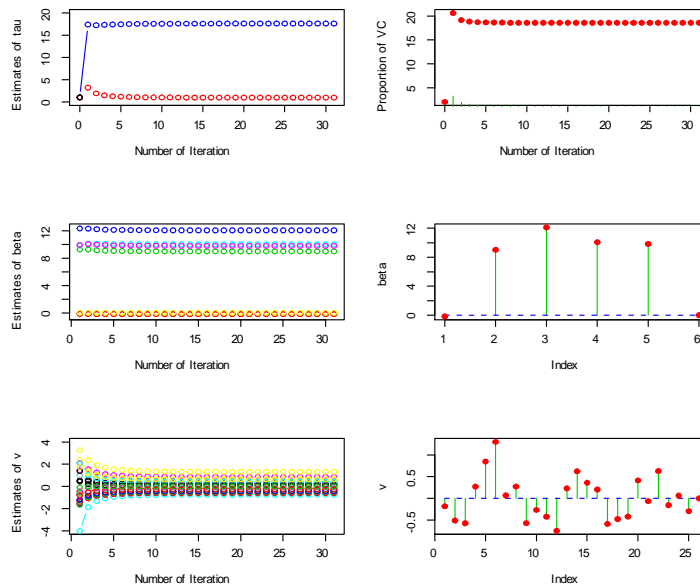 Estimates of tau
1 5 10 15 20
0 5 10 15 20 25 30
Number of Iteration
Proportion of VC
5 10 15 20
0 5 10 15 20 25 30
Number of Iteration
Estimates of beta
0 4 8 12
0 5 10 15 20 25 30
Number of Iteration
beta
0 4 8 12
1 2 3 4 5 6
Index
Estimates of v
-4 -2 0 2 4
0 5 10 15 20 25 30
Number of Iteration
v
-0.5 0.5
0 5 10 15 20 25
Index